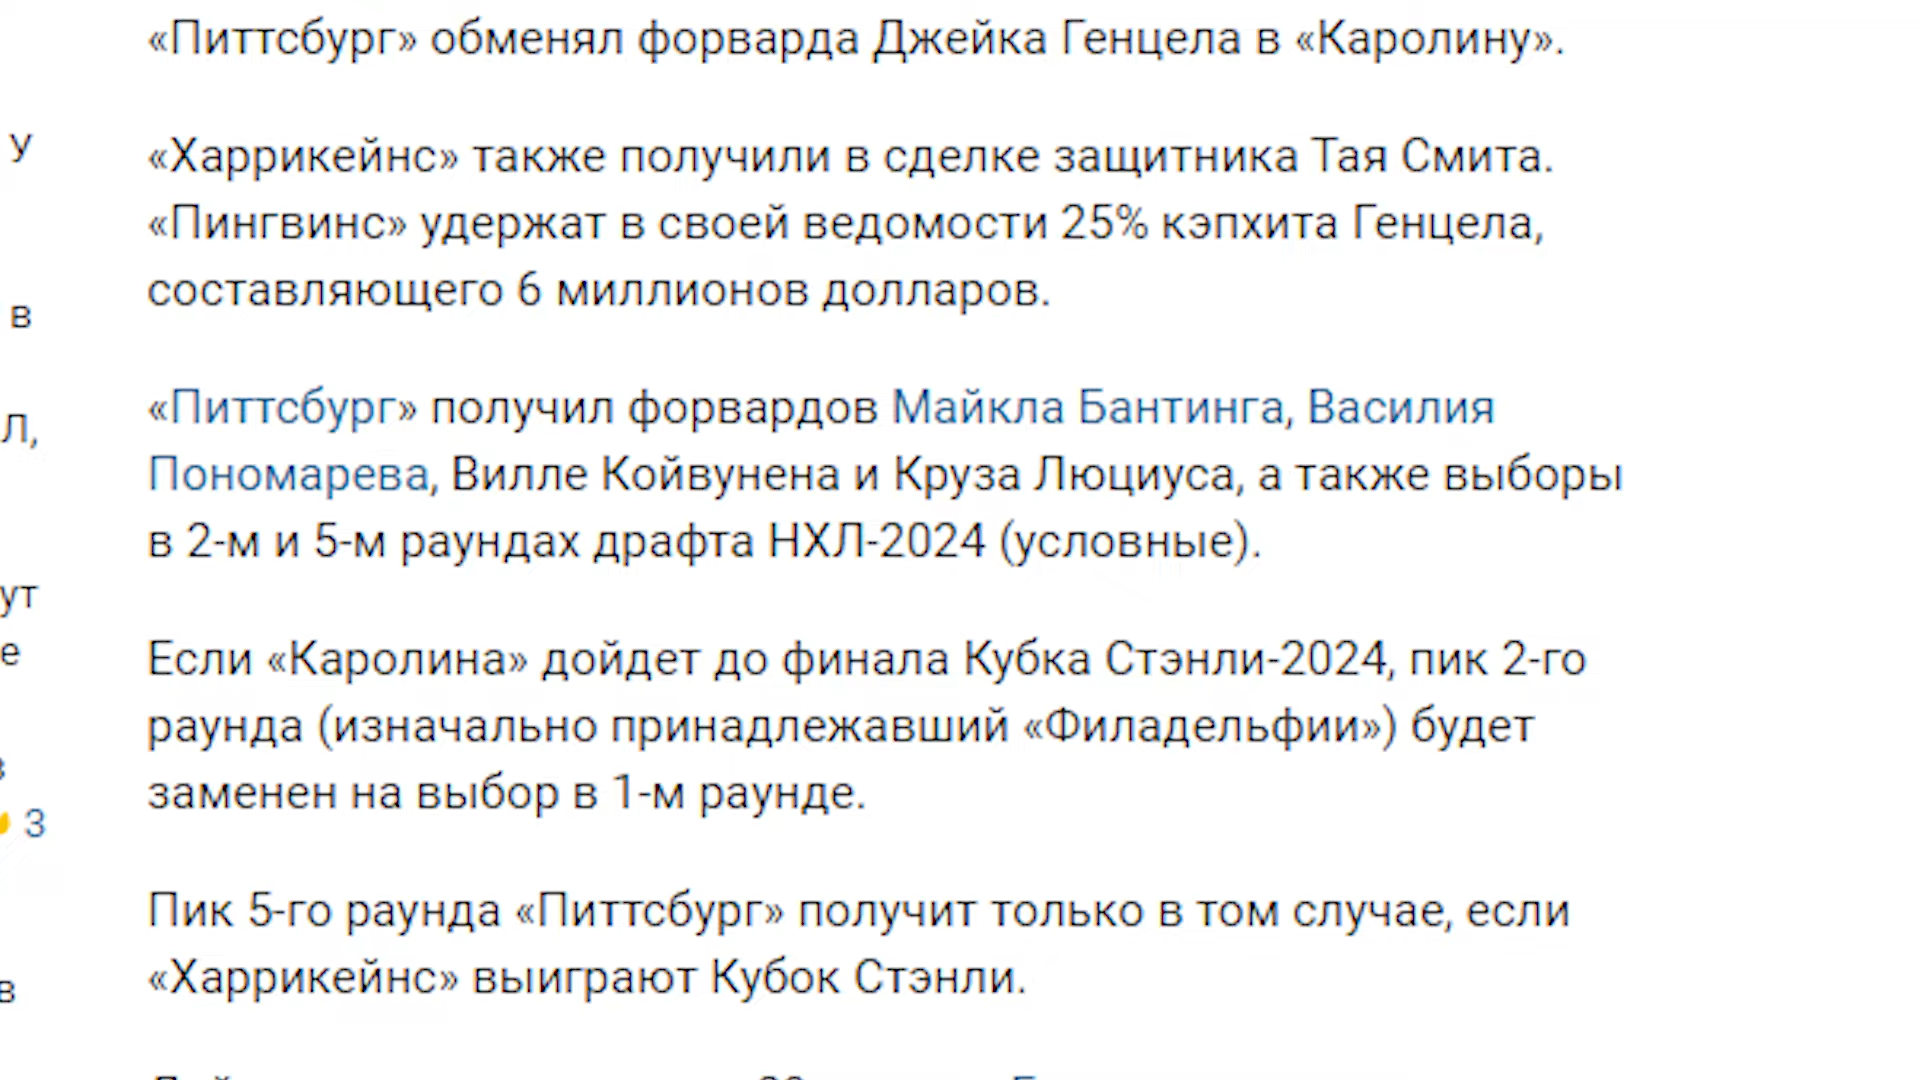 «Питтсбург» обменял форварда Джейка Генцела в «Каролину».
«Харрикейнс» также получили в сделке защитника Тая Смита.
«Пингвинс» удержат в своей ведомости 25% кэпхита Генцела,
составляющего 6 миллионов долларов.
«Питтсбург» получил форвардов Майкла Бантинга, Василия
Пономарева, Вилле Койвунена и Круза Люциуса, а также выборы
в 2-м и 5-м раундах драфта НХЛ-2024 (условные).
Если «Каролина» дойдет до финала Кубка Стэнли-2024, пик 2-го
раунда (изначально принадлежавший «Филадельфии») будет
заменен на выбор в 1-м раунде.
Пик 5-го раунда «Питтсбург» получит только в том случае, если
«Харрикейнс» выиграют Кубок Стэнли.
у
в
Л,
ут
е
3
в